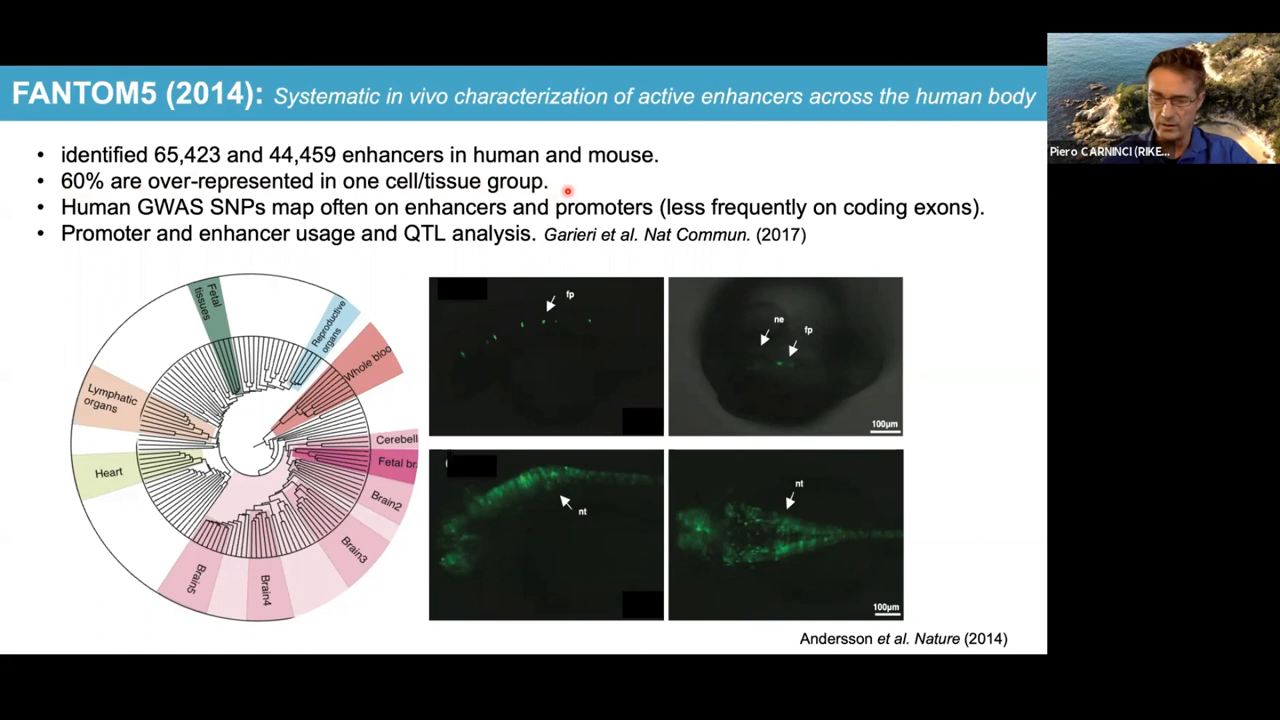 FANTOM5 (2014): Systematic in vivo characterization of active enhancers across the human body
Piero CARNINCI (RIKE...
• identified 65,423 and 44,459 enhancers in human and mouse.
• 60% are over-represented in one cell/tissue group.
• Human GWAS SNPs map often on enhancers and promoters (less frequently on coding exons).
• Promoter and enhancer usage and QTL analysis. Garieri et al. Nat Commun. (2017)
Fetal
tissues
Reproductive
organs
Whole bloo
Lymphatic
organs
Cerebell
Fetal br
Heart
Brain2
Brain3
Brain4
Brain5
fp
ne
fp
100µm
nt
nt
100µm
Andersson et al. Nature (2014)